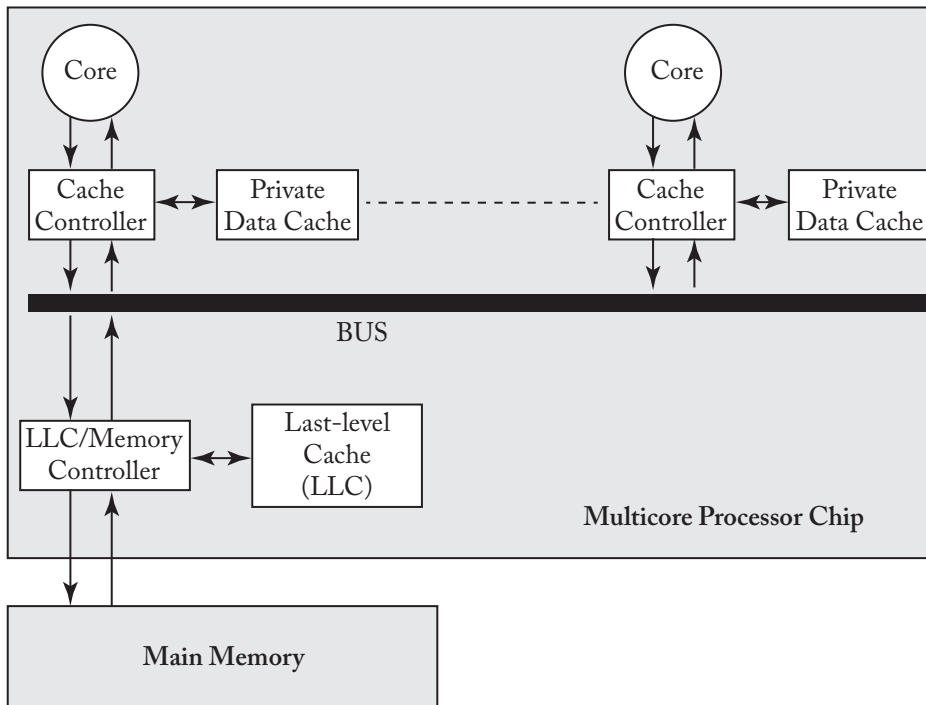 Core
Core
Cache
Controller
Private
Data Cache
Cache
Controller
Private
Data Cache
BUS
LLC/Memory
Controller
Last-level
Cache
(LLC)
Multicore Processor Chip
Main Memory